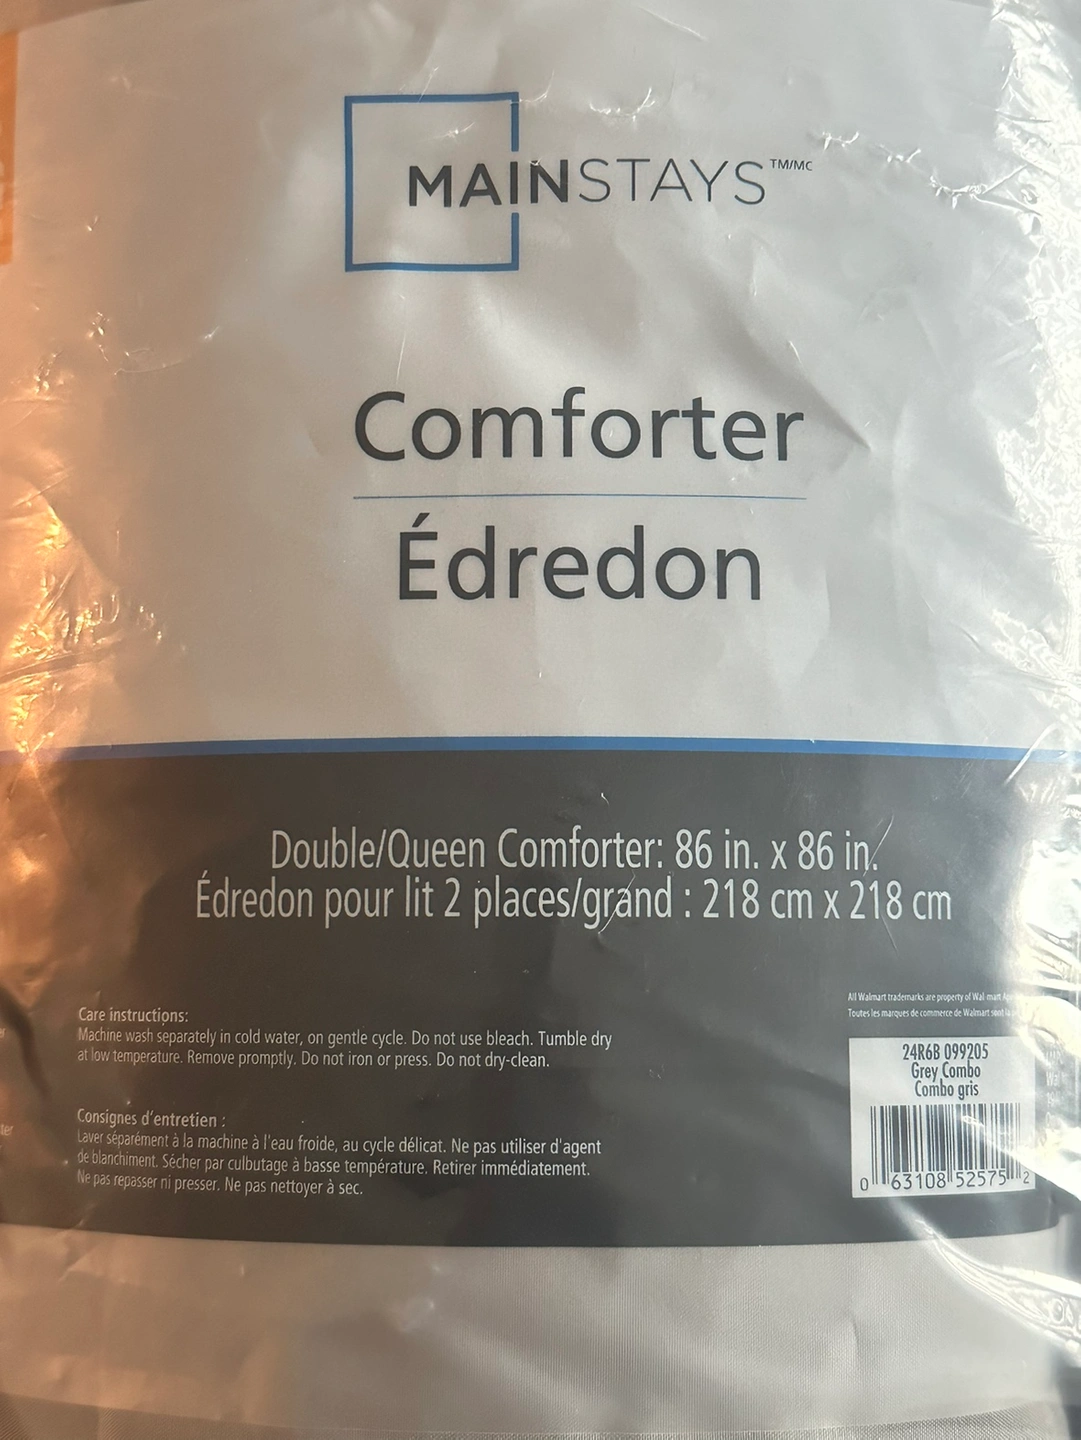 MAINSTAYS TM/MC
Comforter
Édredon
Double/Queen Comforter: 86 in. x 86 in.
Édredon pour lit 2 places/grand : 218 cm x 218 cm
Care instructions:
Machine wash separately in cold water, on gentle cycle. Do not use bleach. Tumble dry
at low temperature. Remove promptly. Do not iron or press. Do not dry-clean.
Consignes d'entretien :
Laver séparément à la machine à l'eau froide, au cycle délicat. Ne pas utiliser d'agent
de blanchiment. Sécher par culbutage à basse température. Retirer immédiatement.
Ne pas repasser ni presser. Ne pas nettoyer à sec.
All Walmart trademarks are property of Wal mart
Toutes les marques de commerce de Walmart sont la
24R6B 099205
Grey Combo
Combo gris
0 63108 52575 2